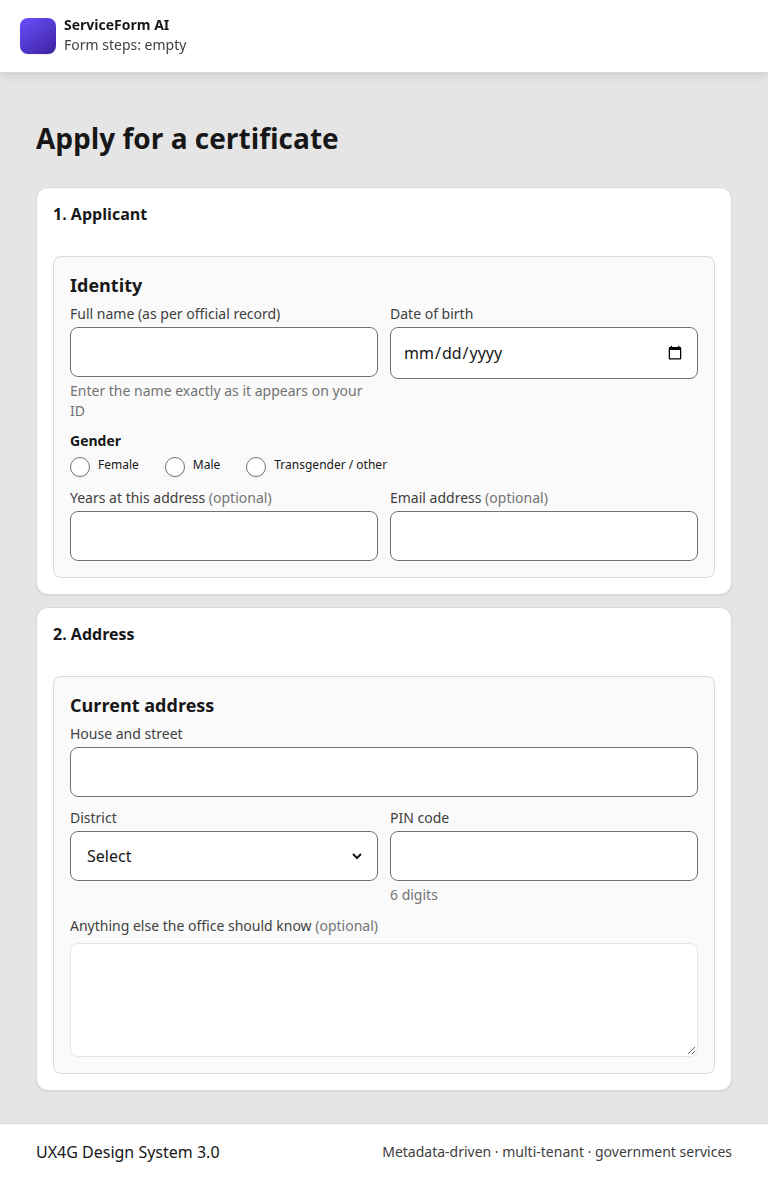 ServiceForm AI
Form steps: empty
Apply for a certificate
1. Applicant
Identity
Full name (as per official record)
Date of birth
mm/dd/yyyy
Enter the name exactly as it appears on your
ID
Gender
Female
Male
Transgender / other
Years at this address (optional)
Email address (optional)
2. Address
Current address
House and street
District
PIN code
Select
6 digits
Anything else the office should know (optional)
UX4G Design System 3.0
Metadata-driven · multi-tenant · government services